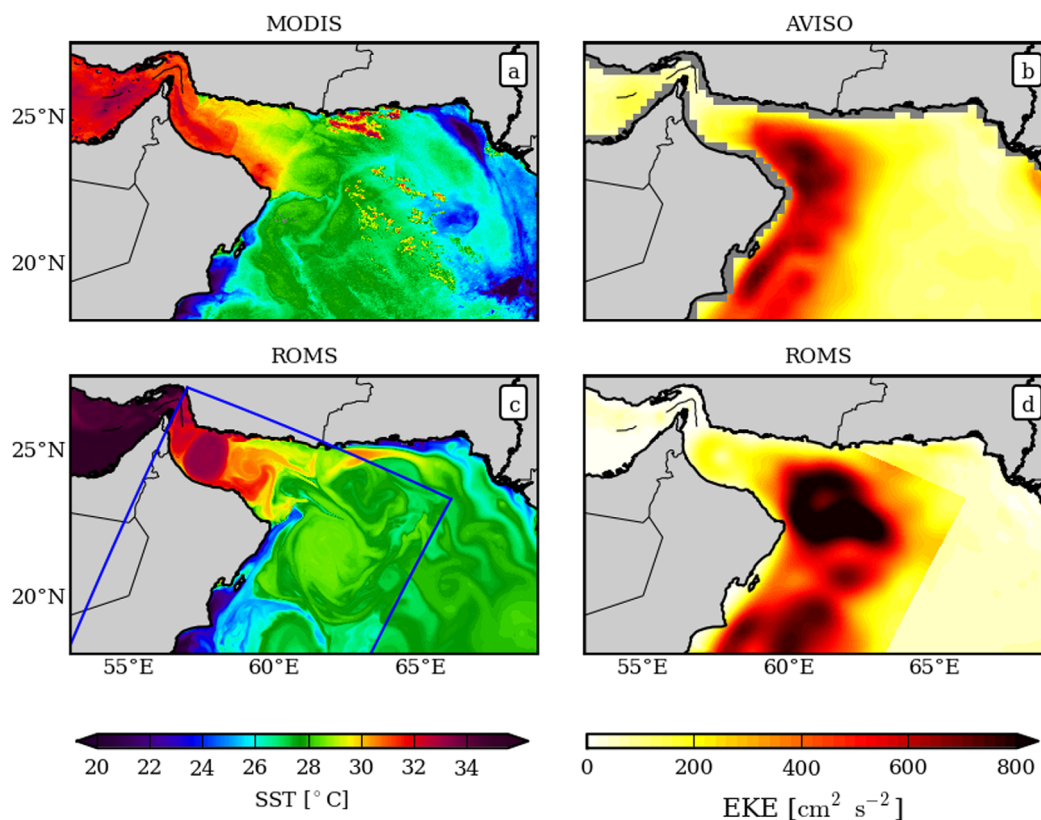 MODIS AVISO
a b
25°N
20°N
ROMS ROMS
c d
25°N
20°N
55°E 60°E 65°E 55°E 60°E 65°E
20 22 24 26 28 30 32 34 0 200 400 600 800
SST [°C] EKE [cm² s⁻²]